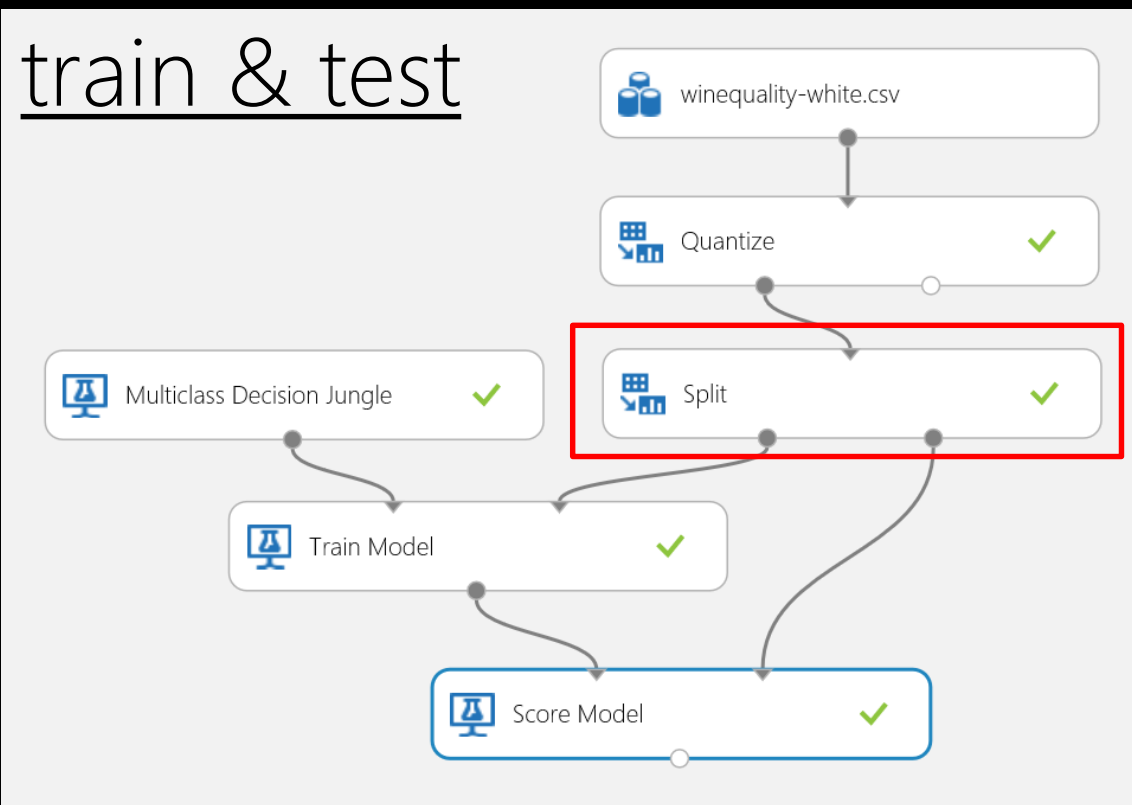 train & test
winequality-white.csv
Quantize
Multiclass Decision Jungle
Split
Train Model
Score Model